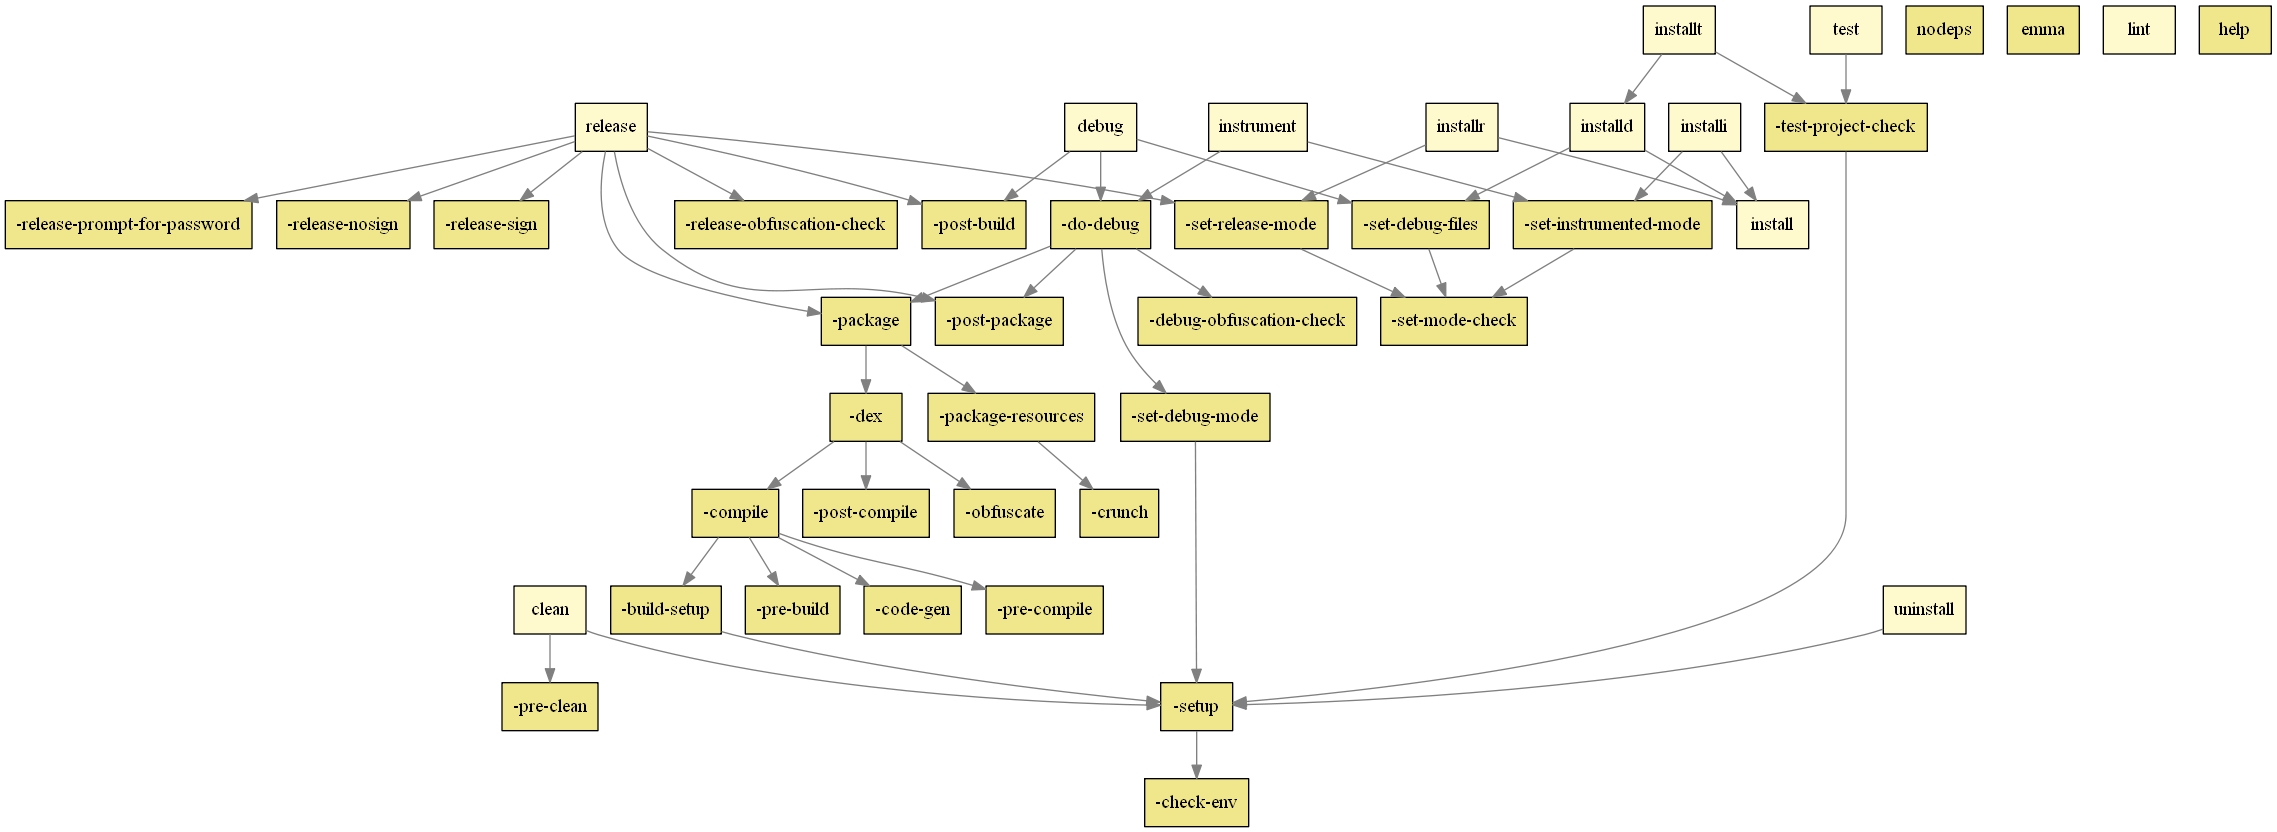 installt
test
nodeps
emma
lint
help
release
debug
instrument
installr
installd
installi
-test-project-check
-release-prompt-for-password
-release-nosign
-release-sign
-release-obfuscation-check
-post-build
-do-debug
-set-release-mode
-set-debug-files
-set-instrumented-mode
install
-package
-post-package
-debug-obfuscation-check
-set-mode-check
-dex
-package-resources
-set-debug-mode
-compile
-post-compile
-obfuscate
-crunch
clean
-build-setup
-pre-build
-code-gen
-pre-compile
uninstall
-pre-clean
-setup
-check-env